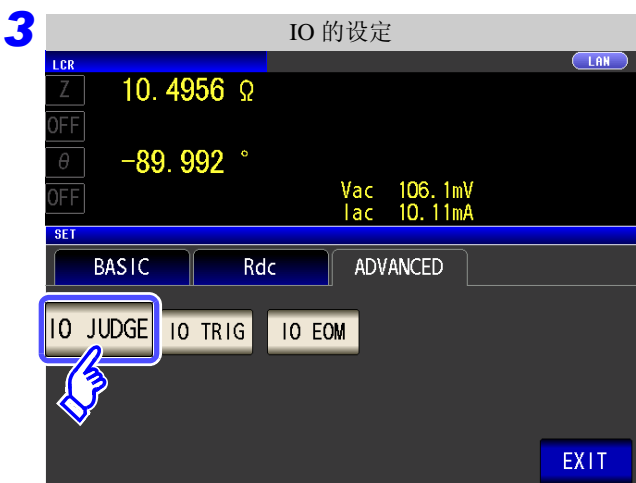 3
IO 的设定
LCR
LAN
Z 10.4956 Ω
OFF
θ -89.992 °
OFF
Vac 106.1mV
Iac 10.11mA
SET
BASIC Rdc ADVANCED
IO JUDGE IO TRIG IO EOM
EXIT